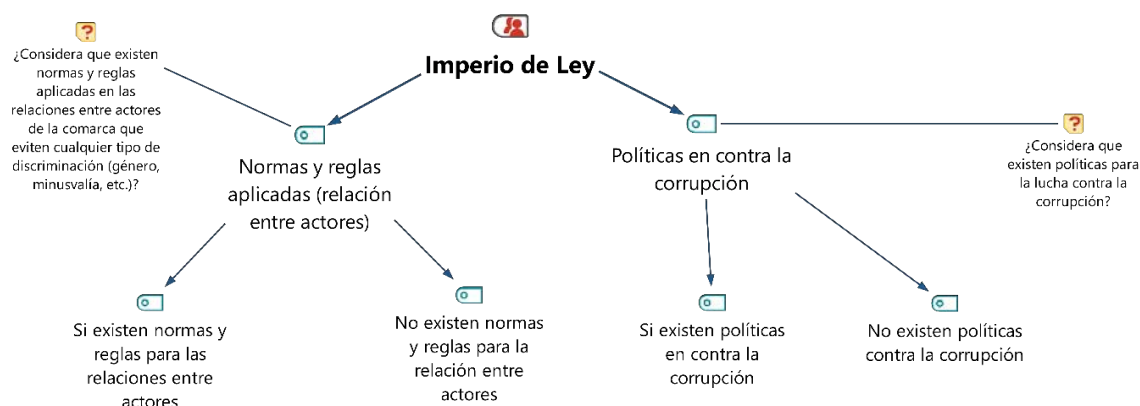 Imperio de Ley
¿Considera que existen
normas y reglas
aplicadas en las
relaciones entre actores
de la comarca que
eviten cualquier tipo de
discriminación (género,
minusvalía, etc.)?
Normas y reglas
aplicadas (relación
entre actores)
Políticas en contra la
corrupción
¿Considera que
existen políticas para
la lucha contra la
corrupción?
Si existen normas y
reglas para las
relaciones entre
actores
No existen normas
y reglas para la
relación entre
actores
Si existen políticas
en contra la
corrupción
No existen políticas
contra la corrupción